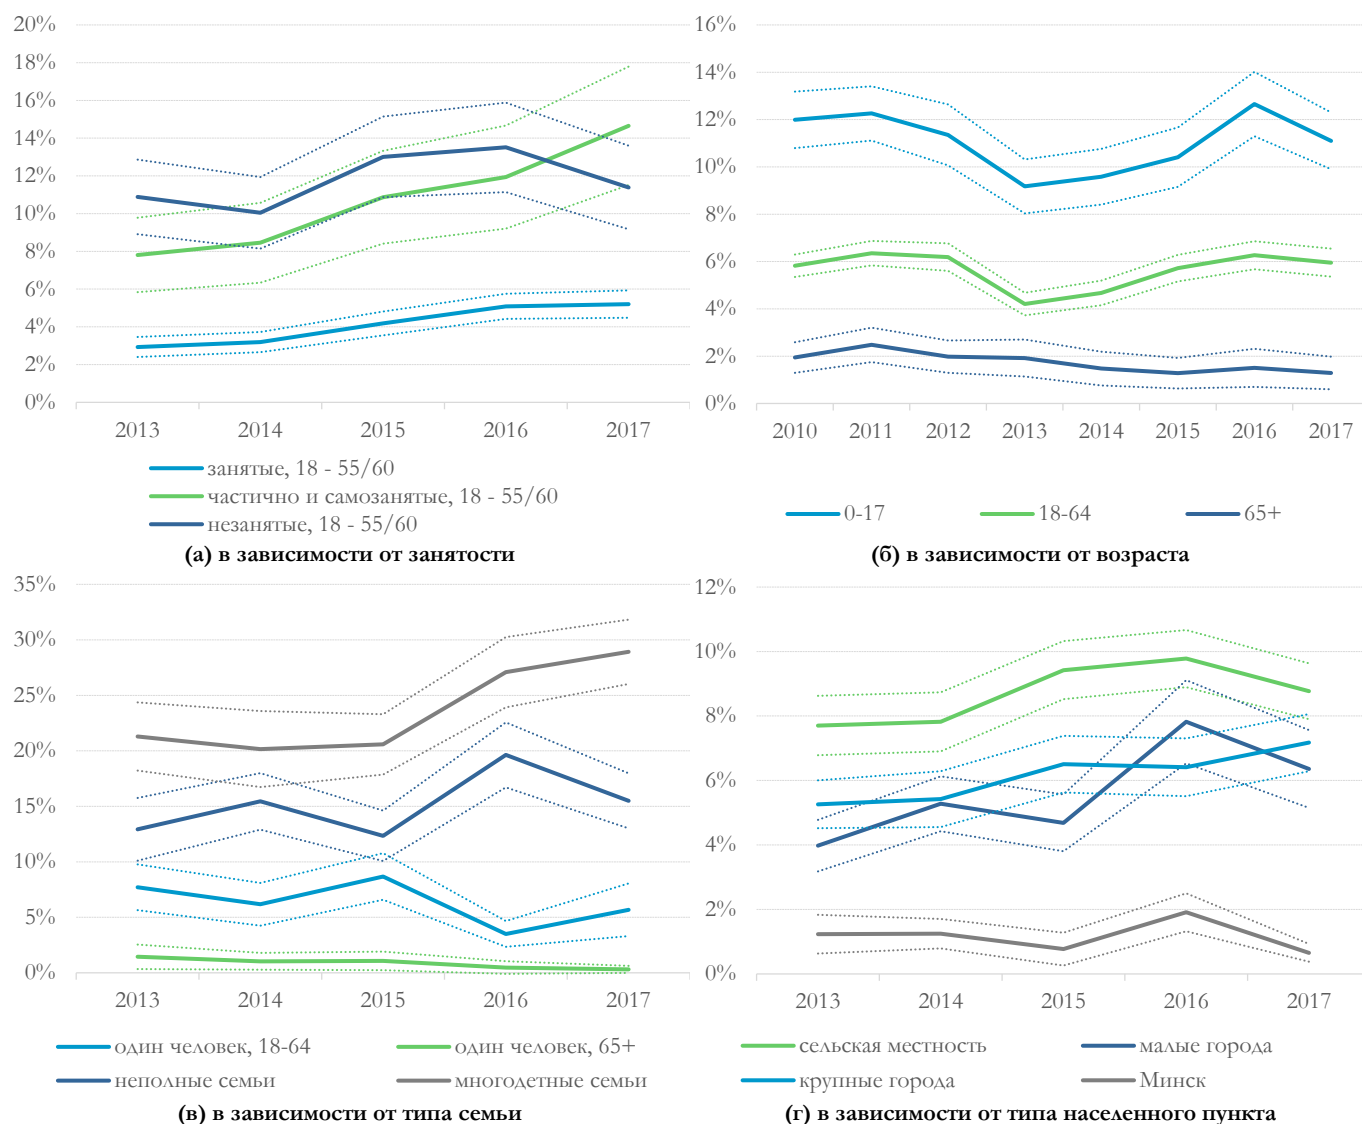 20%
18%
16%
14%
12%
10%
8%
6%
4%
2%
0%
2013 2014 2015 2016 2017
занятые, 18 - 55/60
частично и самозанятые, 18 - 55/60
незанятые, 18 - 55/60
(а) в зависимости от занятости
16%
14%
12%
10%
8%
6%
4%
2%
0%
2010 2011 2012 2013 2014 2015 2016 2017
0-17 18-64 65+
(б) в зависимости от возраста
35%
30%
25%
20%
15%
10%
5%
0%
2013 2014 2015 2016 2017
один человек, 18-64 один человек, 65+
неполные семьи многодетные семьи
(в) в зависимости от типа семьи
12%
10%
8%
6%
4%
2%
0%
2013 2014 2015 2016 2017
сельская местность малые города
крупные города Минск
(г) в зависимости от типа населенного пункта